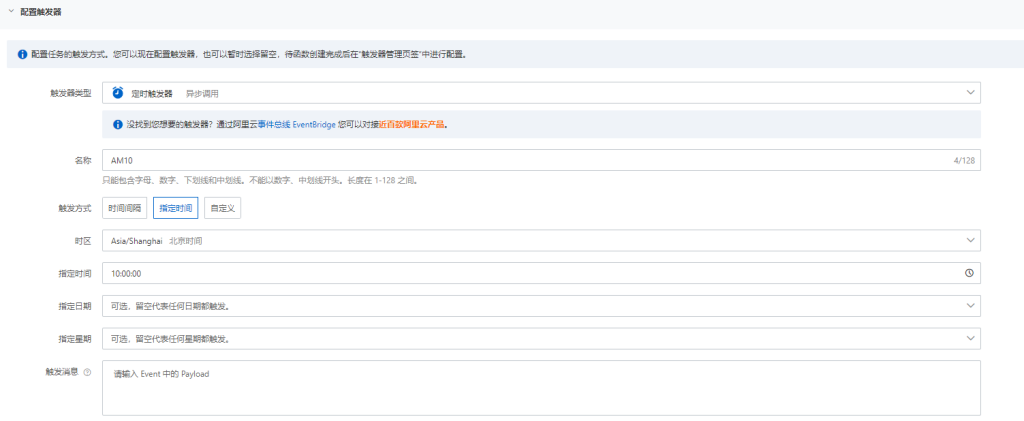 配置触发器
配置任务的触发方式。您可以现在配置触发器，也可以暂时选择留空，待函数创建完成后在"触发器管理页签"中进行配置。
触发器类型 定时触发器 异步调用
没找到您想要的触发器？通过阿里云事件总线 EventBridge 您可以对接近百款阿里云产品。
名称 AM10 4/128
只能包含字母、数字、下划线和中划线。不能以数字、中划线开头。长度在 1-128 之间。
触发方式 时间间隔 指定时间 自定义
时区 Asia/Shanghai 北京时间
指定时间 10:00:00
指定日期 可选，留空代表任何日期都触发。
指定星期 可选，留空代表任何星期都触发。
触发消息 请输入 Event 中的 Payload